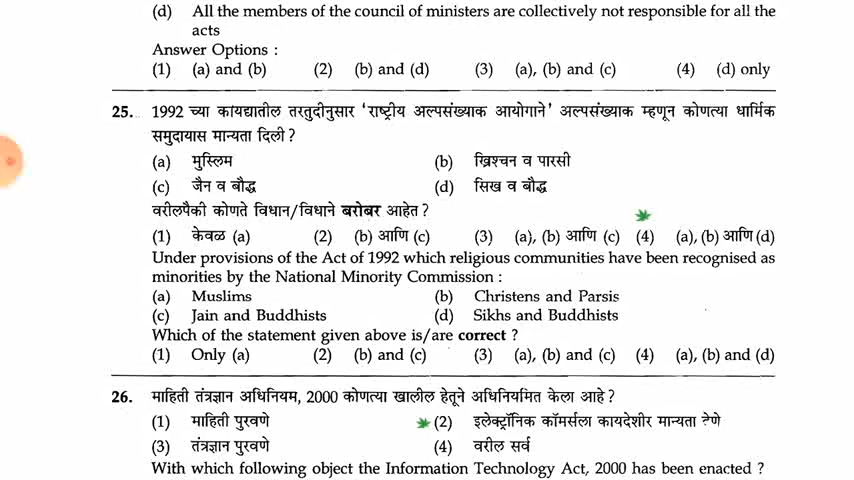 (d) All the members of the council of ministers are collectively not responsible for all the
acts
Answer Options :
(1) (a) and (b) (2) (b) and (d) (3) (a), (b) and (c) (4) (d) only
25. 1992 च्या कायद्यातील तरतुदीनुसार ‘राष्ट्रीय अल्पसंख्याक आयोगाने’ अल्पसंख्याक म्हणून कोणत्या धार्मिक
समुदायास मान्यता दिली ?
(a) मुस्लिम (b) ख्रिश्चन व पारसी
(c) जैन व बौद्ध (d) सिख व बौद्ध
वरीलपैकी कोणते विधान/विधाने बरोबर आहेत ?
(1) केवळ (a) (2) (b) आणि (c) (3) (a), (b) आणि (c) (4) (a), (b) आणि (d)
Under provisions of the Act of 1992 which religious communities have been recognised as
minorities by the National Minority Commission :
(a) Muslims (b) Christens and Parsis
(c) Jain and Buddhists (d) Sikhs and Buddhists
Which of the statement given above is/are correct ?
(1) Only (a) (2) (b) and (c) (3) (a), (b) and (c) (4) (a), (b) and (d)
26. माहिती तंत्रज्ञान अधिनियम, 2000 कोणत्या खालील हेतूने अधिनियमित केला आहे ?
(1) माहिती पुरवणे (2) इलेक्ट्रॉनिक कॉमर्सला कायदेशीर मान्यता देणे
(3) तंत्रज्ञान पुरवणे (4) वरील सर्व
With which following object the Information Technology Act, 2000 has been enacted ?